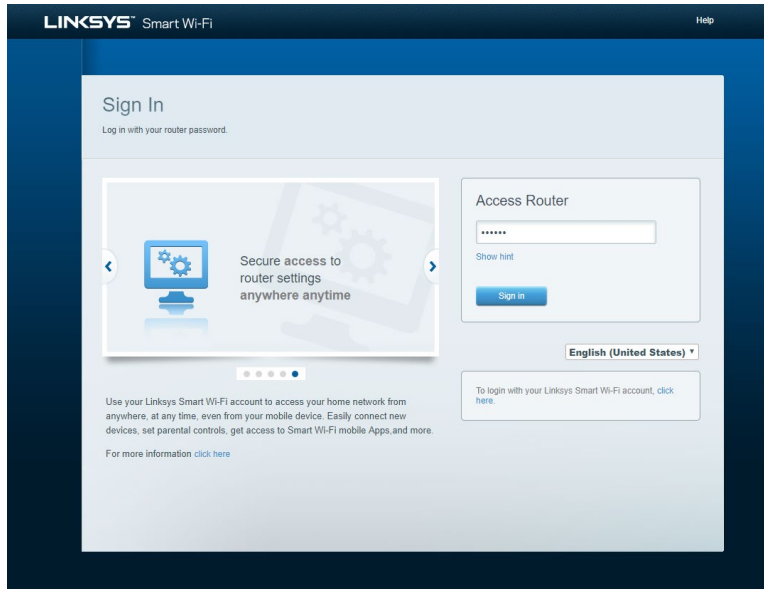 LINKSYS™ Smart Wi-Fi
Help
Sign In
Log in with your router password.
Secure access to
router settings
anywhere anytime
Use your Linksys Smart Wi-Fi account to access your home network from
anywhere, at any time, even from your mobile device. Easily connect new
devices, set parental controls, get access to Smart Wi-Fi mobile Apps,and more.
For more information click here
Access Router
••••••
Show hint
Sign in
English (United States)
To login with your Linksys Smart Wi-Fi account, click
here.